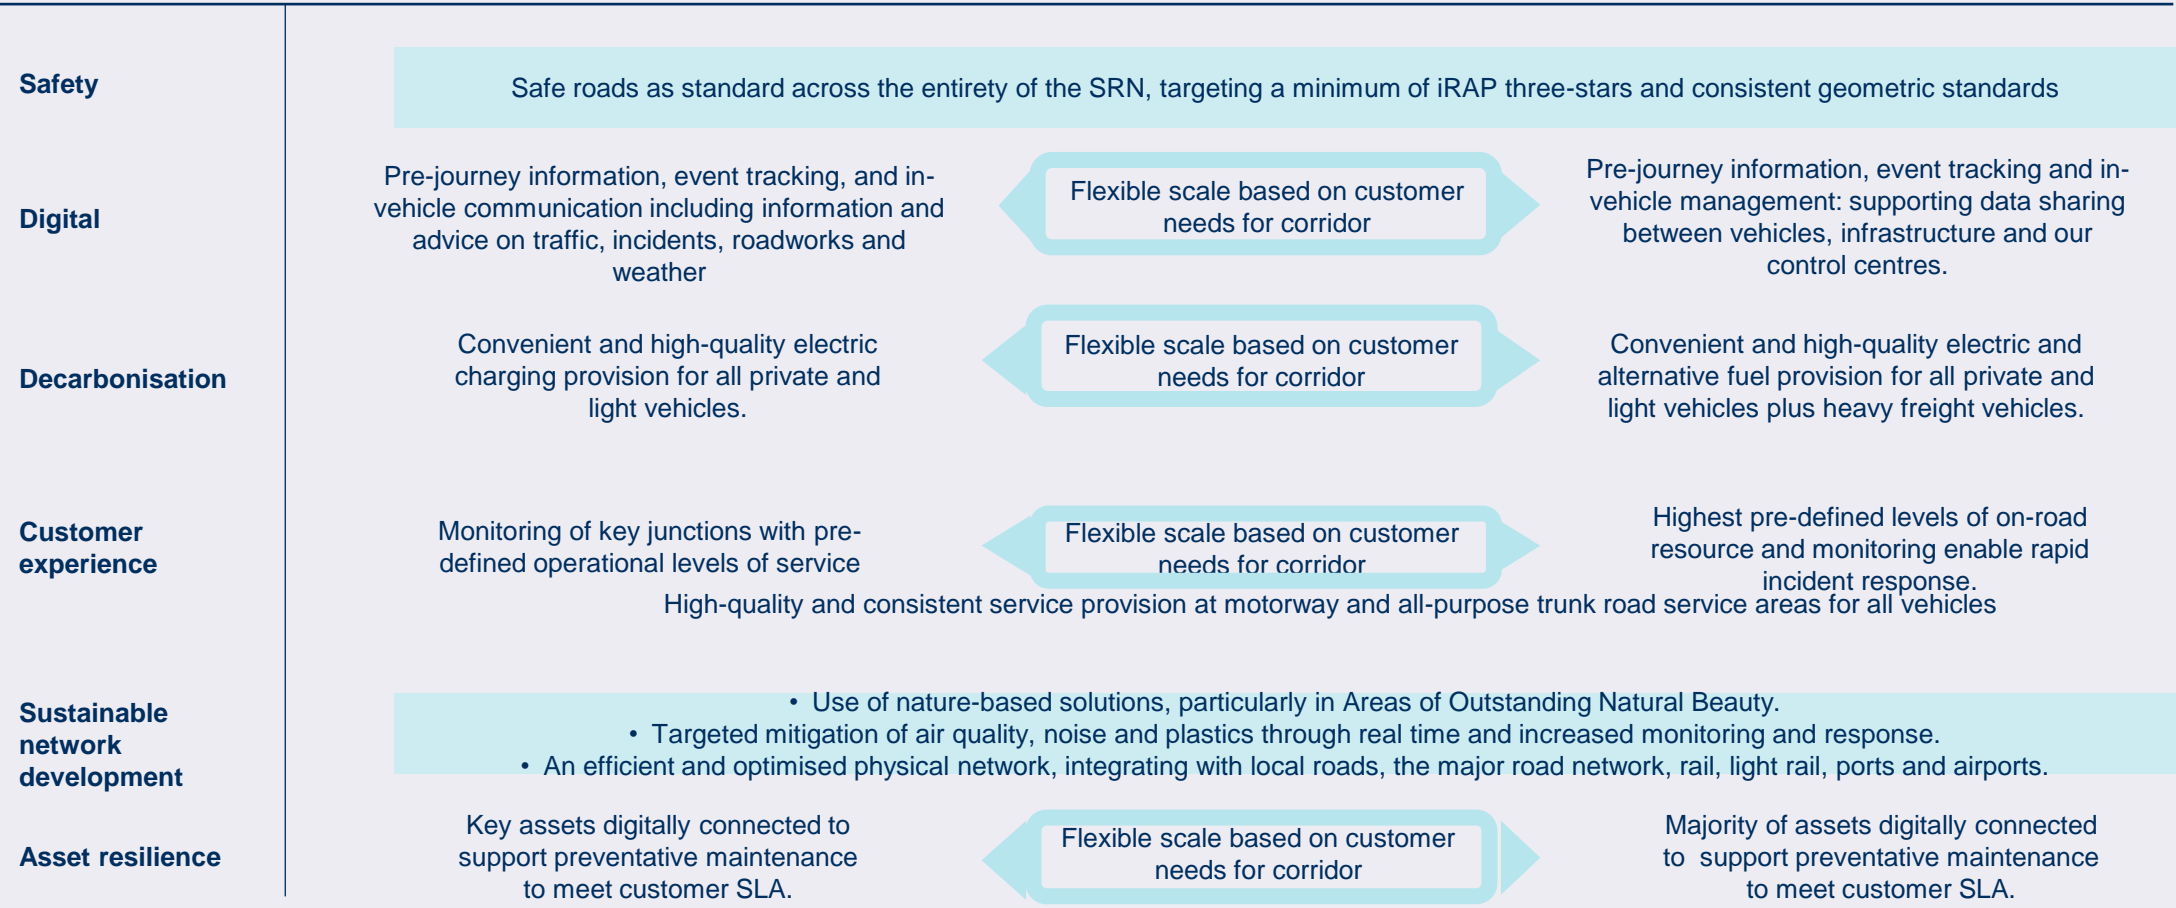 Safety
Safe roads as standard across the entirety of the SRN, targeting a minimum of iRAP three-stars and consistent geometric standards
Digital
Pre-journey information, event tracking, and in-
vehicle communication including information and
advice on traffic, incidents, roadworks and
weather
Flexible scale based on customer
needs for corridor
Pre-journey information, event tracking and in-
vehicle management: supporting data sharing
between vehicles, infrastructure and our
control centres.
Decarbonisation
Convenient and high-quality electric
charging provision for all private and
light vehicles.
Flexible scale based on customer
needs for corridor
Convenient and high-quality electric and
alternative fuel provision for all private and
light vehicles plus heavy freight vehicles.
Customer
experience
Monitoring of key junctions with pre-
defined operational levels of service
Flexible scale based on customer
needs for corridor
Highest pre-defined levels of on-road
resource and monitoring enable rapid
incident response.
High-quality and consistent service provision at motorway and all-purpose trunk road service areas for all vehicles
Sustainable
network
development
• Use of nature-based solutions, particularly in Areas of Outstanding Natural Beauty.
• Targeted mitigation of air quality, noise and plastics through real time and increased monitoring and response.
• An efficient and optimised physical network, integrating with local roads, the major road network, rail, light rail, ports and airports.
Asset resilience
Key assets digitally connected to
support preventative maintenance
to meet customer SLA.
Flexible scale based on customer
needs for corridor
Majority of assets digitally connected
to support preventative maintenance
to meet customer SLA.